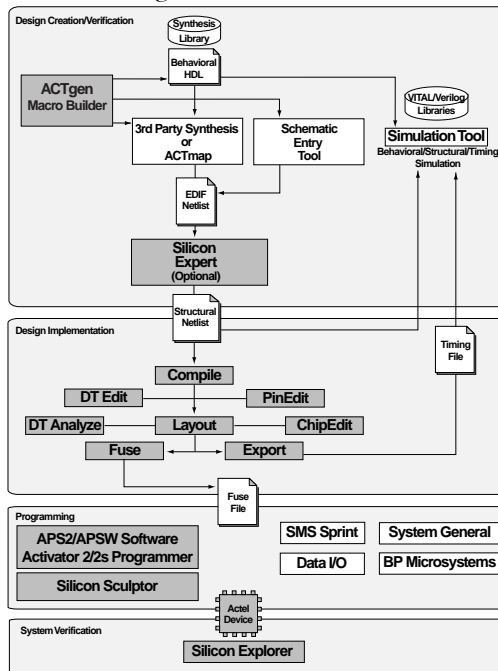 Design Creation/Verification
Synthesis
Library
Behavioral
HDL
ACTgen
Macro Builder
VITAL/Verilog
Libraries
3rd Party Synthesis
or
ACTmap
Schematic
Entry
Tool
Simulation Tool
Behavioral/Structural/Timing
Simulation
EDIF
Netlist
Silicon
Expert
(Optional)
Structural
Netlist
Design Implementation
Timing
File
Compile
DT Edit
PinEdit
DT Analyze
Layout
ChipEdit
Fuse
Export
Fuse
File
Programming
APS2/APSW Software
Activator 2/2s Programmer
Silicon Sculptor
SMS Sprint
System General
Data I/O
BP Microsystems
Actel
Device
System Verification
Silicon Explorer